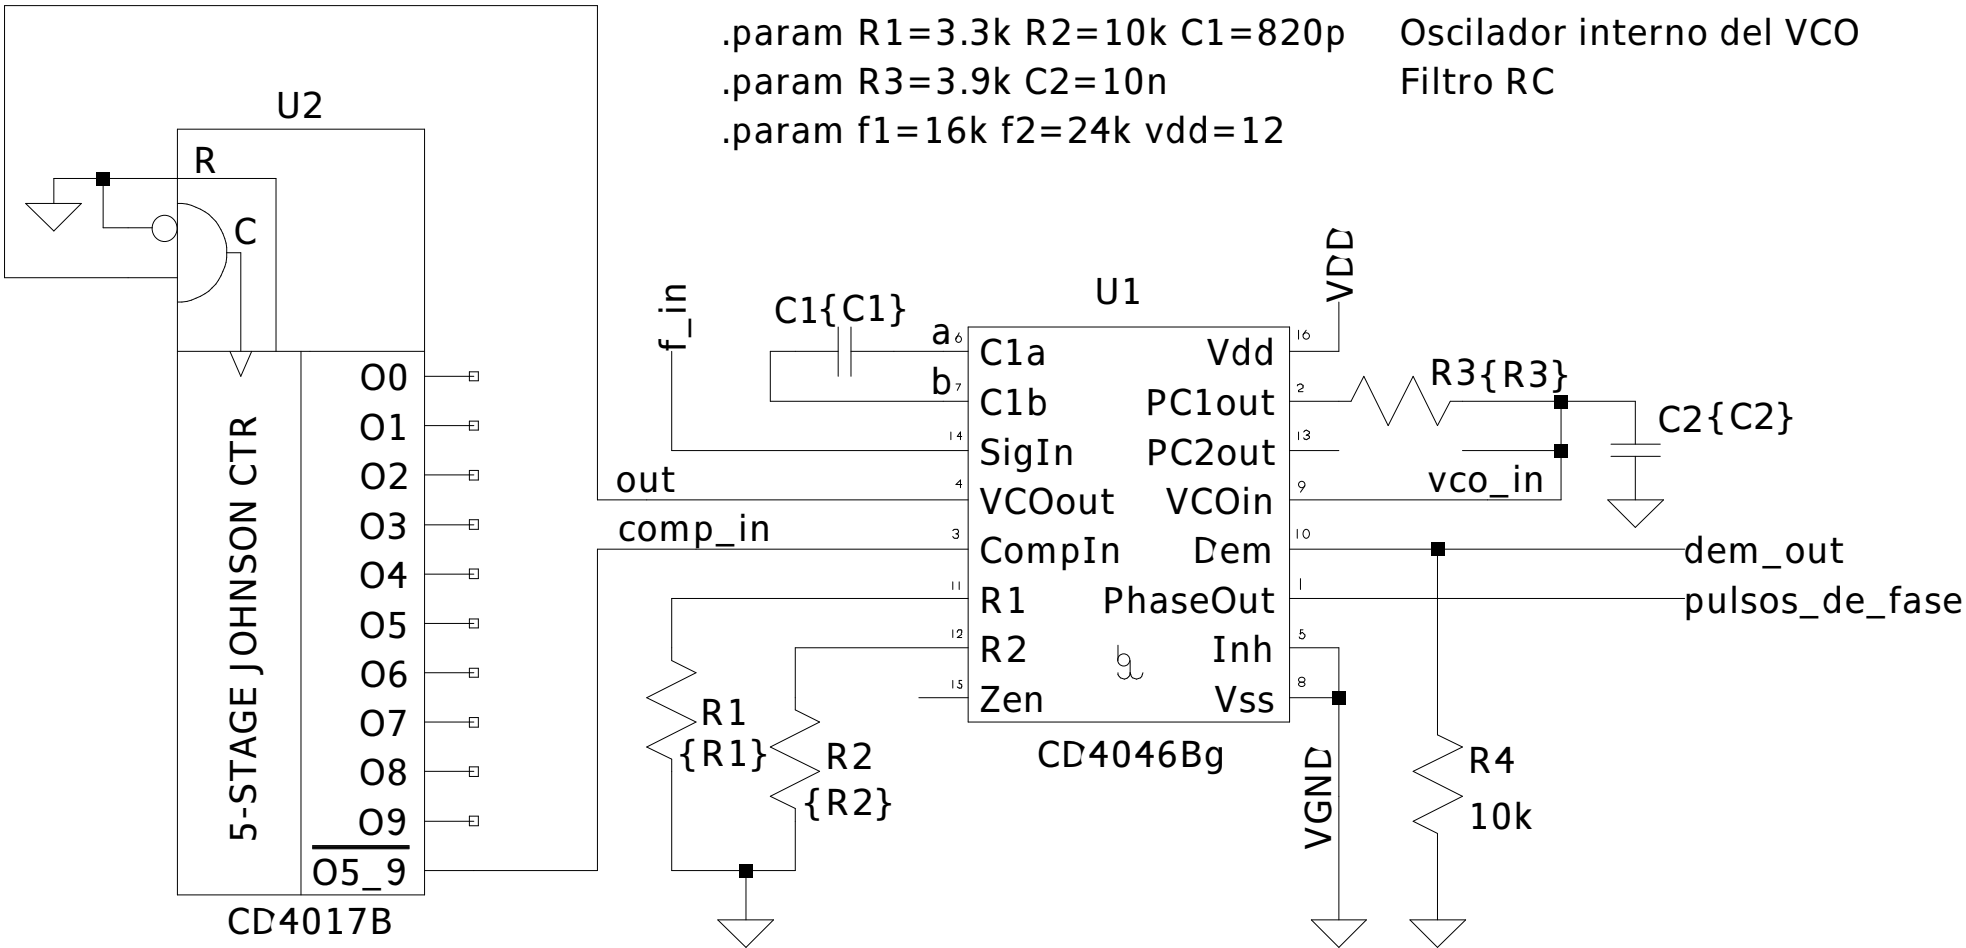 .param R1=3.3k R2=10k C1=820p Oscilador interno del VCO
.param R3=3.9k C2=10n Filtro RC
.param f1=16k f2=24k vdd=12
U2
R
C
5-STAGE JOHNSON CTR
O0
O1
O2
O3
O4
O5
O6
O7
O8
O9
O5_9
CD4017B
f_in
out
comp_in
C1{C1}
a
b
U1
VDD
6 C1a Vdd 16
7 C1b PC1out 2
14 SigIn PC2out 13
4 VCOout VCOin 9
3 CompIn Dem 10
11 R1 PhaseOut 1
12 R2 Inh 5
15 Zen Vss 8
CD4046Bg
R3{R3}
C2{C2}
vco_in
dem_out
pulsos_de_fase
R1
{R1}
R2
{R2}
VGND
R4
10k